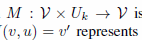 M : 𝒱 × U_k → 𝒱 is
(v, u) = v′ represents